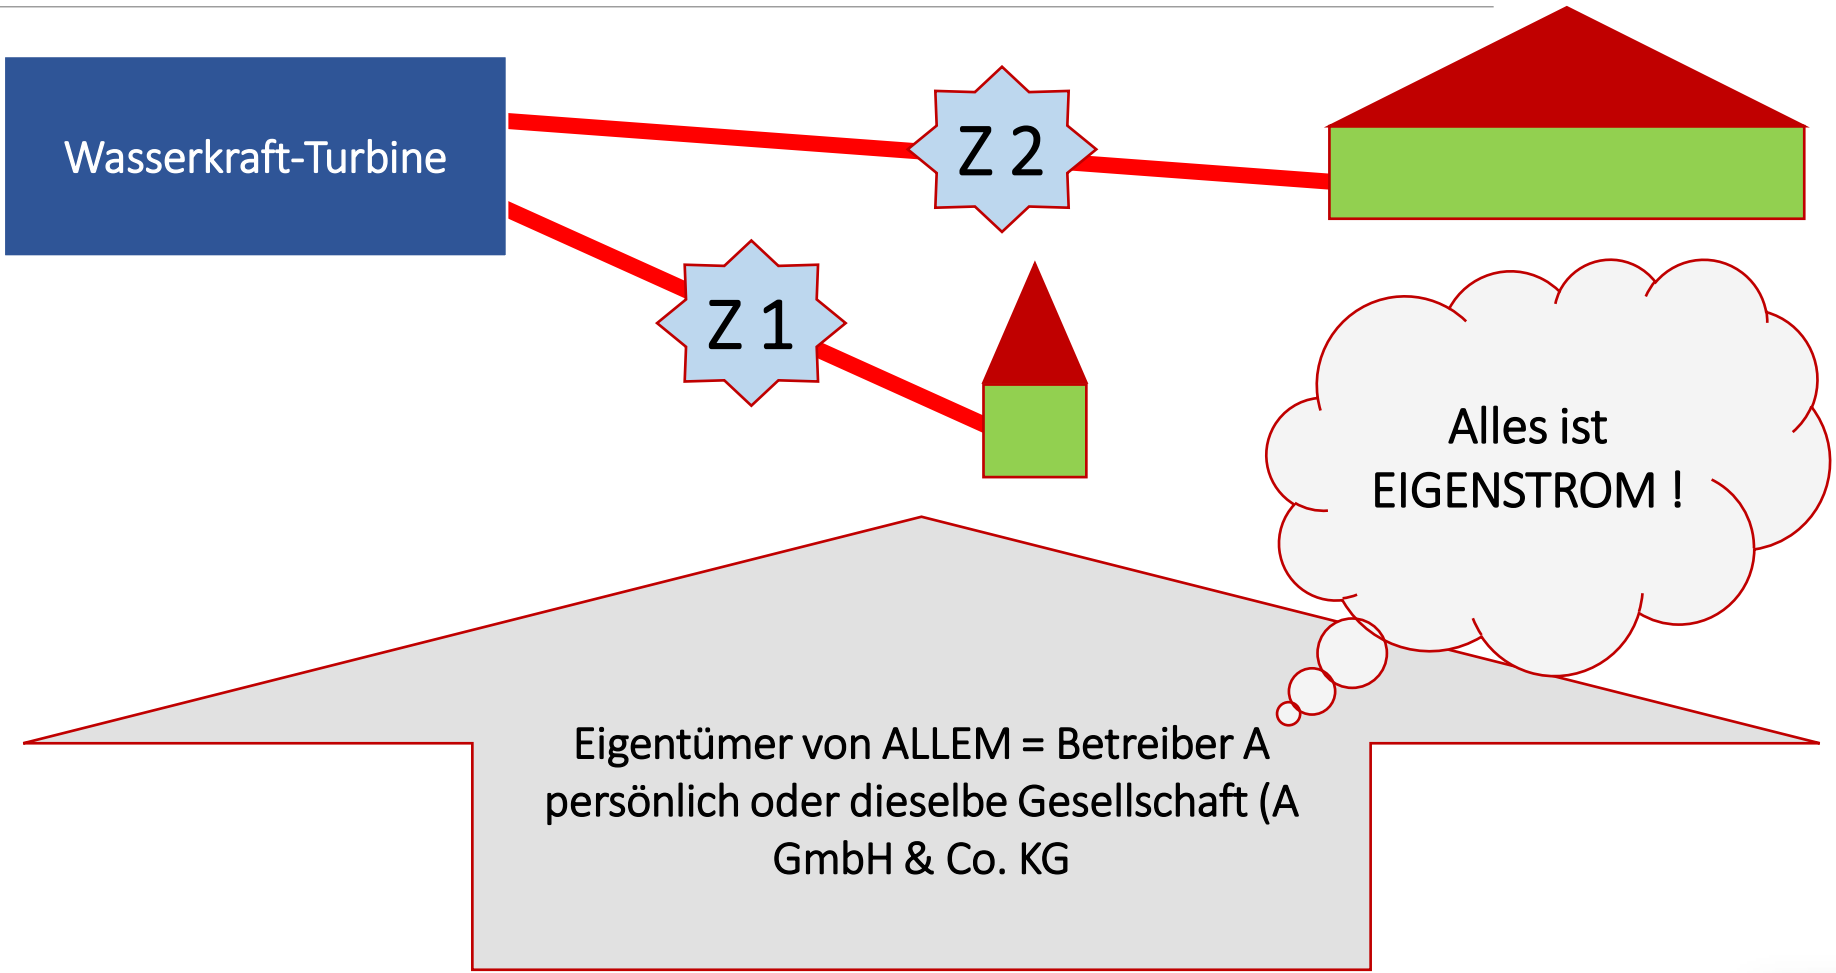 Wasserkraft-Turbine
Z 2
Z 1
Alles ist
EIGENSTROM !
Eigentümer von ALLEM = Betreiber A
persönlich oder dieselbe Gesellschaft (A
GmbH & Co. KG